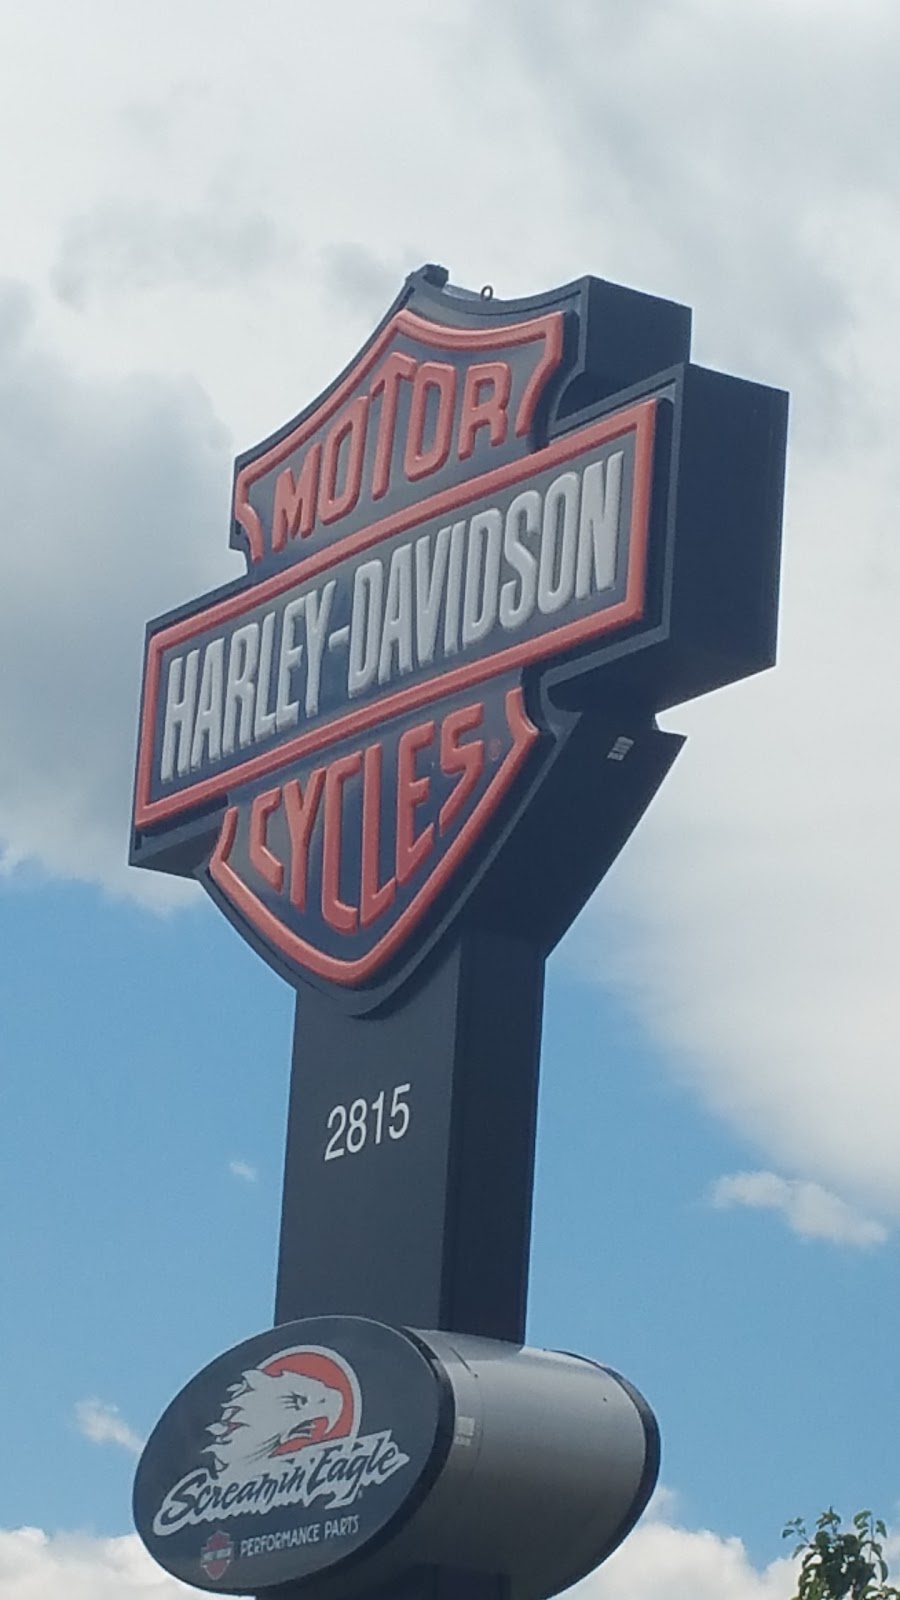 MOTOR
HARLEY-DAVIDSON
CYCLES
2815
Screamin' Eagle
PERFORMANCE PARTS